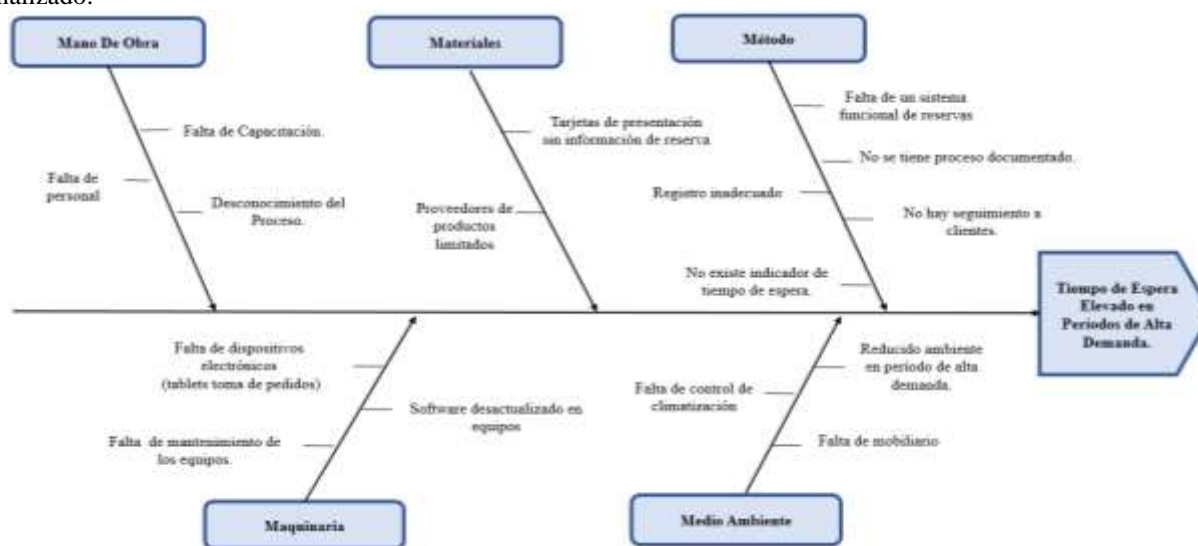 Mano De Obra
Materiales
Método
Falta de Capacitación.
Falta de
personal
Desconocimiento del
Proceso.
Tarjetas de presentación
sin información de reserva
Proveedores de
productos
limitados
Falta de un sistema
funcional de reservas
No se tiene proceso documentado.
Registro inadecuado
No hay seguimiento a
clientes.
No existe indicador de
tiempo de espera.
Tiempo de Espera
Elevado en
Períodos de Alta
Demanda.
Falta de dispositivos
electrónicos
(tablets toma de pedidos)
Software desactualizado en
equipos
Falta de mantenimiento de
los equipos.
Reducido ambiente
en período de alta
demanda.
Falta de control de
climatización
Falta de mobiliario
Maquinaria
Medio Ambiente